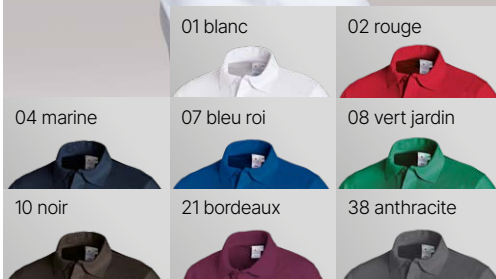 01 blanc
02 rouge
04 marine
07 bleu roi
08 vert jardin
10 noir
21 bordeaux
38 anthracite